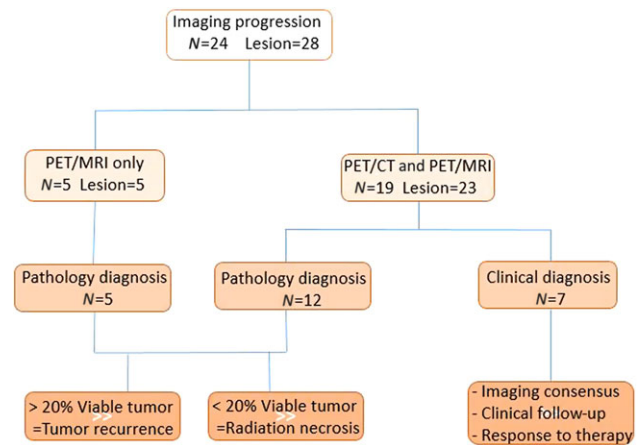 Imaging progression
N=24 Lesion=28
PET/MRI only
N=5 Lesion=5
PET/CT and PET/MRI
N=19 Lesion=23
Pathology diagnosis
N=5
Pathology diagnosis
N=12
Clinical diagnosis
N=7
> 20% Viable tumor
=Tumor recurrence
< 20% Viable tumor
=Radiation necrosis
- Imaging consensus
- Clinical follow-up
- Response to therapy